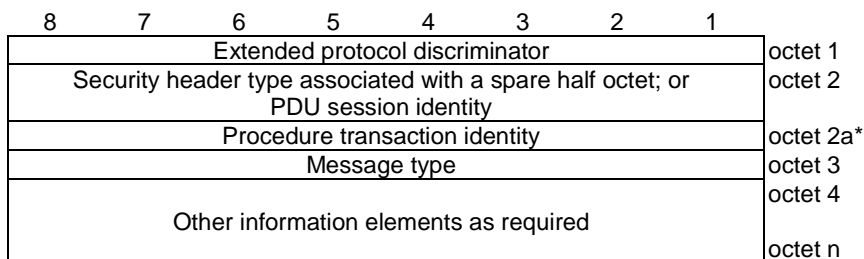 8 7 6 5 4 3 2 1
Extended protocol discriminator octet 1
Security header type associated with a spare half octet; or octet 2
PDU session identity
Procedure transaction identity octet 2a*
Message type octet 3
octet 4
Other information elements as required
octet n